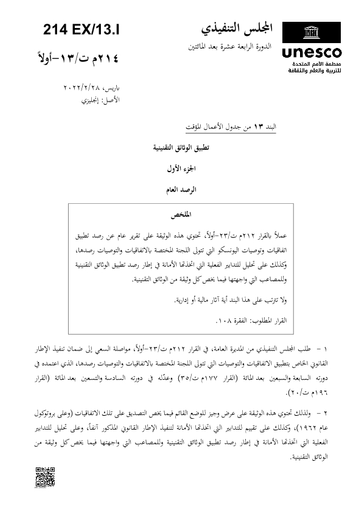 214 EX/13.I
المجلس التنفيذي
الدورة الرابعة عشرة بعد المائتين
unesco
منظمة الأمم المتحدة
للتربية والعلم والثقافة
٢١٤م ت/١٣–أولاً
باريس، ٢٠٢٢/٢/٢٨
الأصل: إنجليزي
البند ١٣ من جدول الأعمال المؤقت
تطبيق الوثائق التقنينية
الجزء الأول
الرصد العام
الملخص
عملاً بالقرار ٢١٢م ت/٢٣–أولاً، تحتوي هذه الوثيقة على تقرير عام عن رصد تطبيق
اتفاقيات وتوصيات اليونسكو التي تتولى اللجنة المختصة بالاتفاقيات والتوصيات رصدها،
وكذلك على تحليل للتدابير الفعلية التي اتخذتها الأمانة في إطار رصد تطبيق الوثائق التقنينية
وللمصاعب التي واجهتها فيما يخص كل وثيقة من الوثائق التقنينية.
ولا تترتب على هذا البند أية آثار مالية أو إدارية.
القرار المطلوب: الفقرة ١٠٨.
١ – طلب المجلس التنفيذي من المديرة العامة، في القرار ٢١٢م ت/٢٣–أولاً، مواصلة السعي إلى ضمان تنفيذ الإطار
القانوني الخاص بتطبيق الاتفاقيات والتوصيات التي تتولى اللجنة المختصة بالاتفاقيات والتوصيات رصدها، الذي اعتمده في
دورته السابعة والسبعين بعد المائة (القرار ١٧٧م ت/٣٥) وعدّله في دورته السادسة والتسعين بعد المائة (القرار
١٩٦م ت/٢٠).
٢ – ولذلك تحتوي هذه الوثيقة على عرض وجيز للوضع القائم فيما يخص التصديق على تلك الاتفاقيات (وعلى بروتوكول
عام ١٩٦٢)، وكذلك على تقييم للتدابير التي اتخذتها الأمانة لتنفيذ الإطار القانوني المذكور آنفاً، وعلى تحليل للتدابير
الفعلية التي اتخذتها الأمانة في إطار رصد تطبيق الوثائق التقنينية وللمصاعب التي واجهتها فيما يخص كل وثيقة من
الوثائق التقنينية.